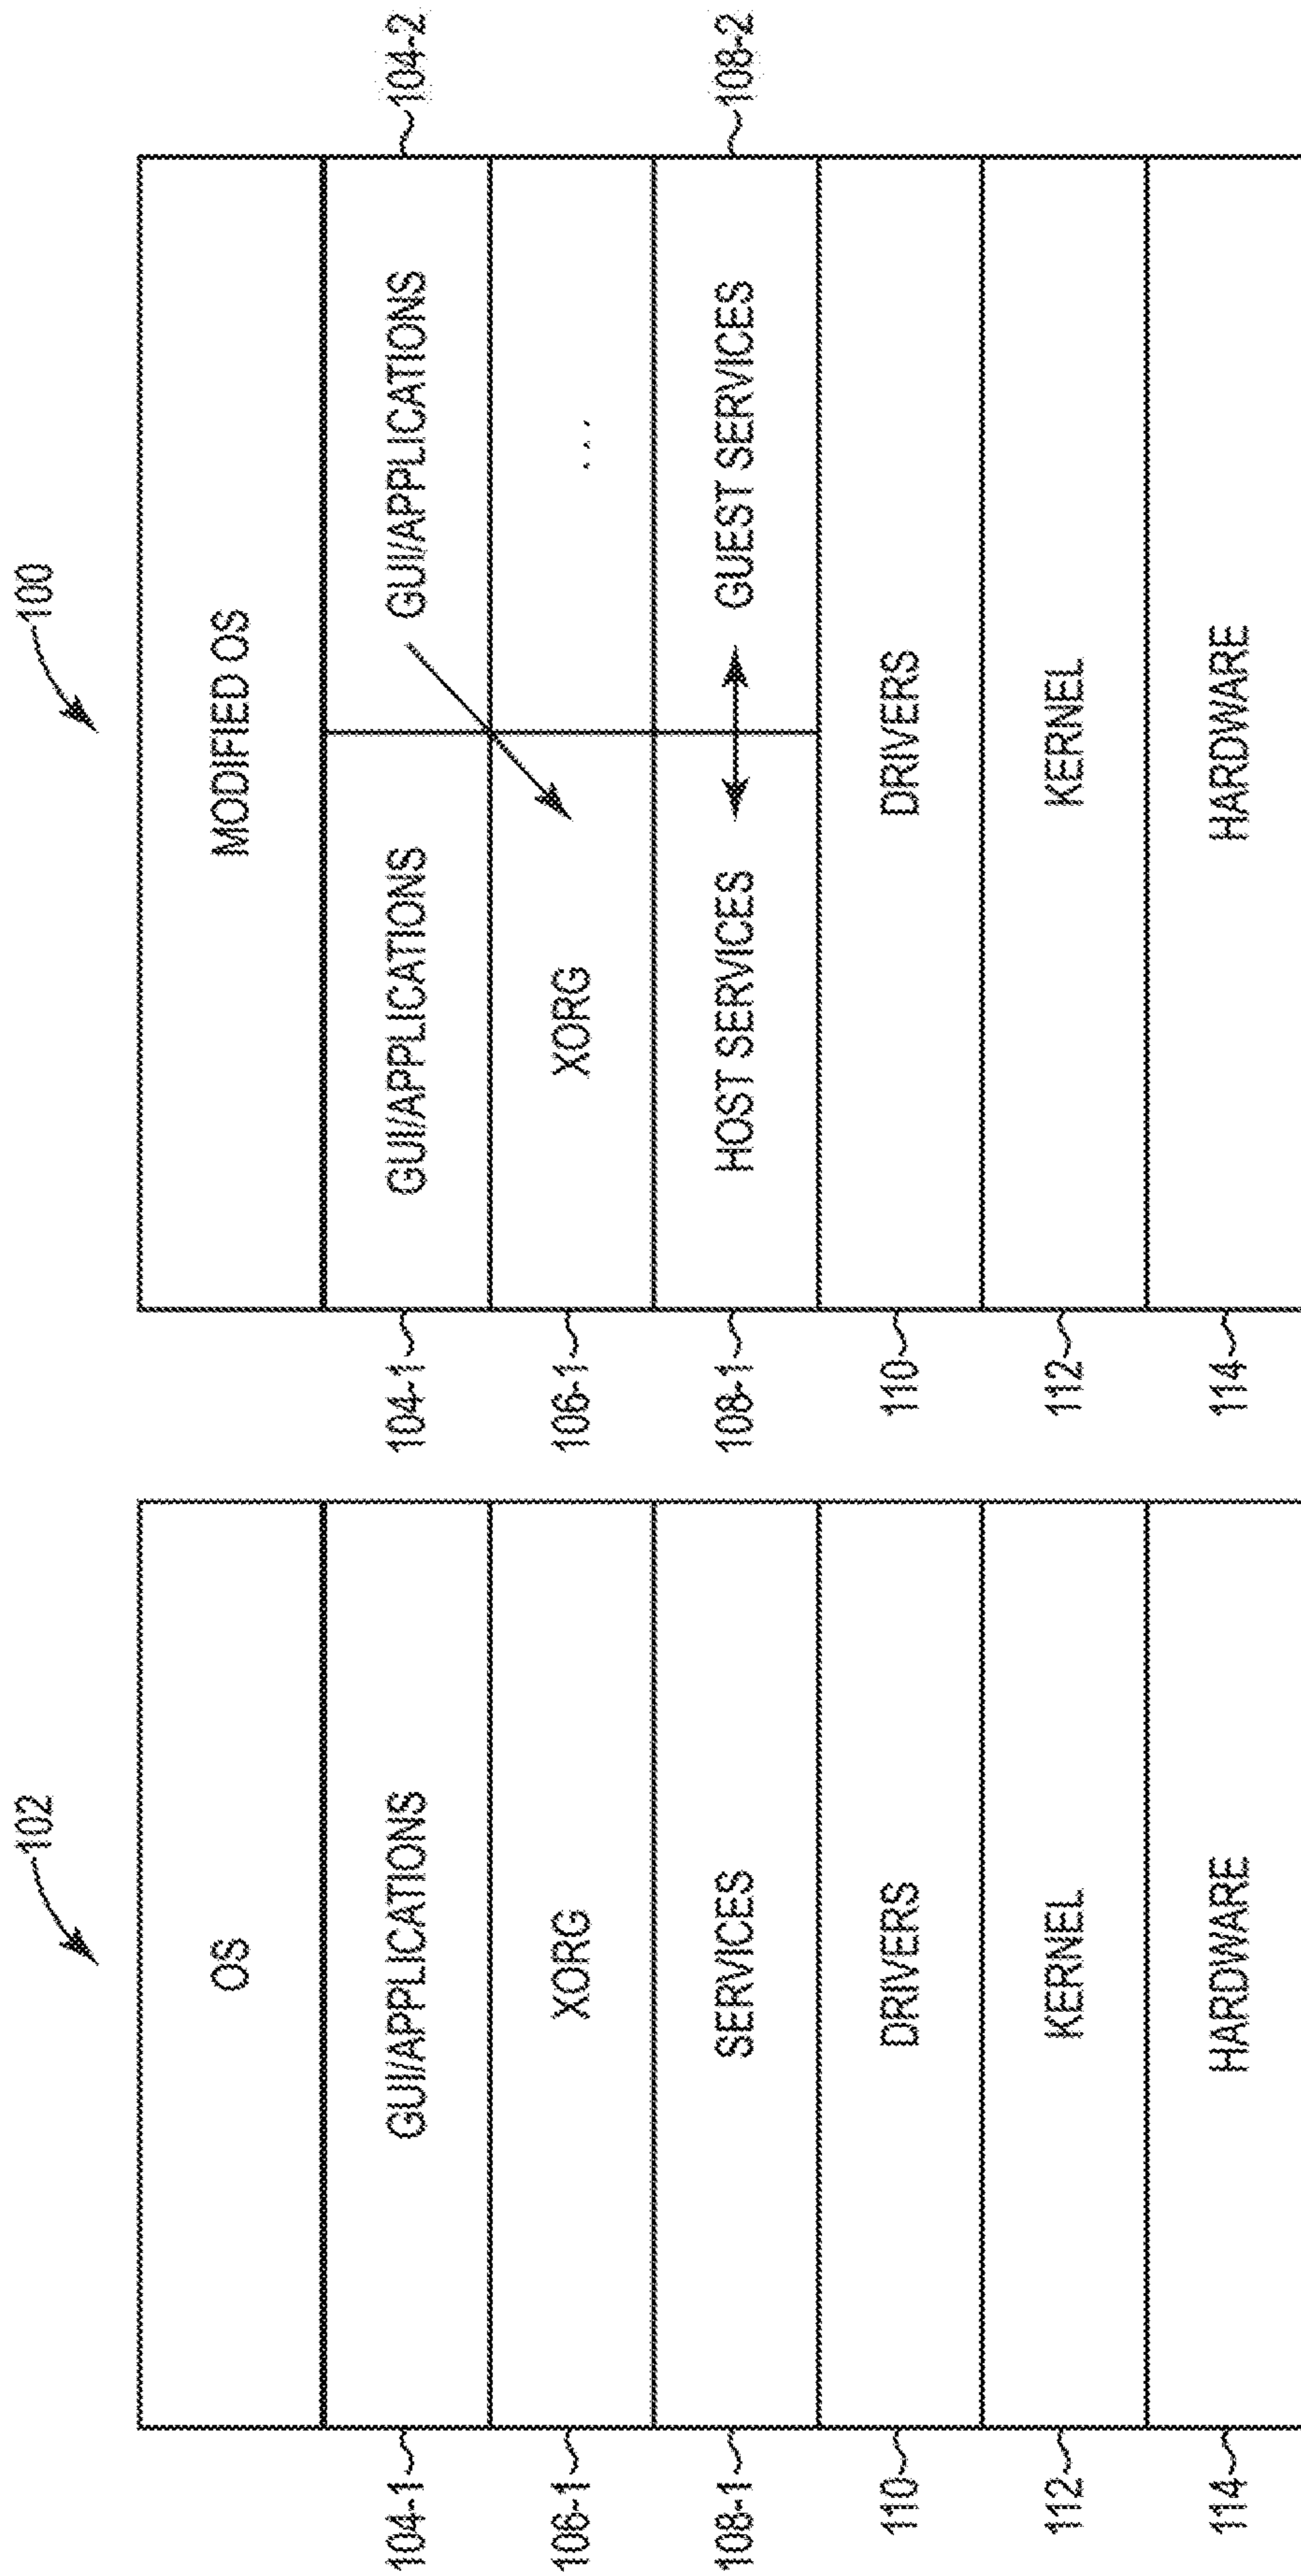 102
OS
104-1 GUI/APPLICATIONS
106-1 XORG
108-1 SERVICES
110 DRIVERS
112 KERNEL
114 HARDWARE
100
MODIFIED OS
104-1 GUI/APPLICATIONS GUI/APPLICATIONS 104-2
106-1 XORG ...
108-1 HOST SERVICES GUEST SERVICES 108-2
110 DRIVERS
112 KERNEL
114 HARDWARE